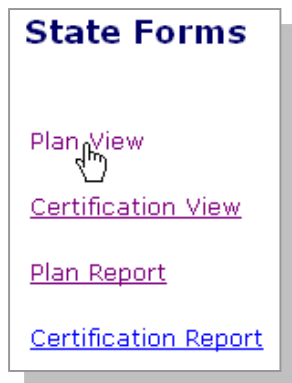 State Forms
Plan View
Certification View
Plan Report
Certification Report